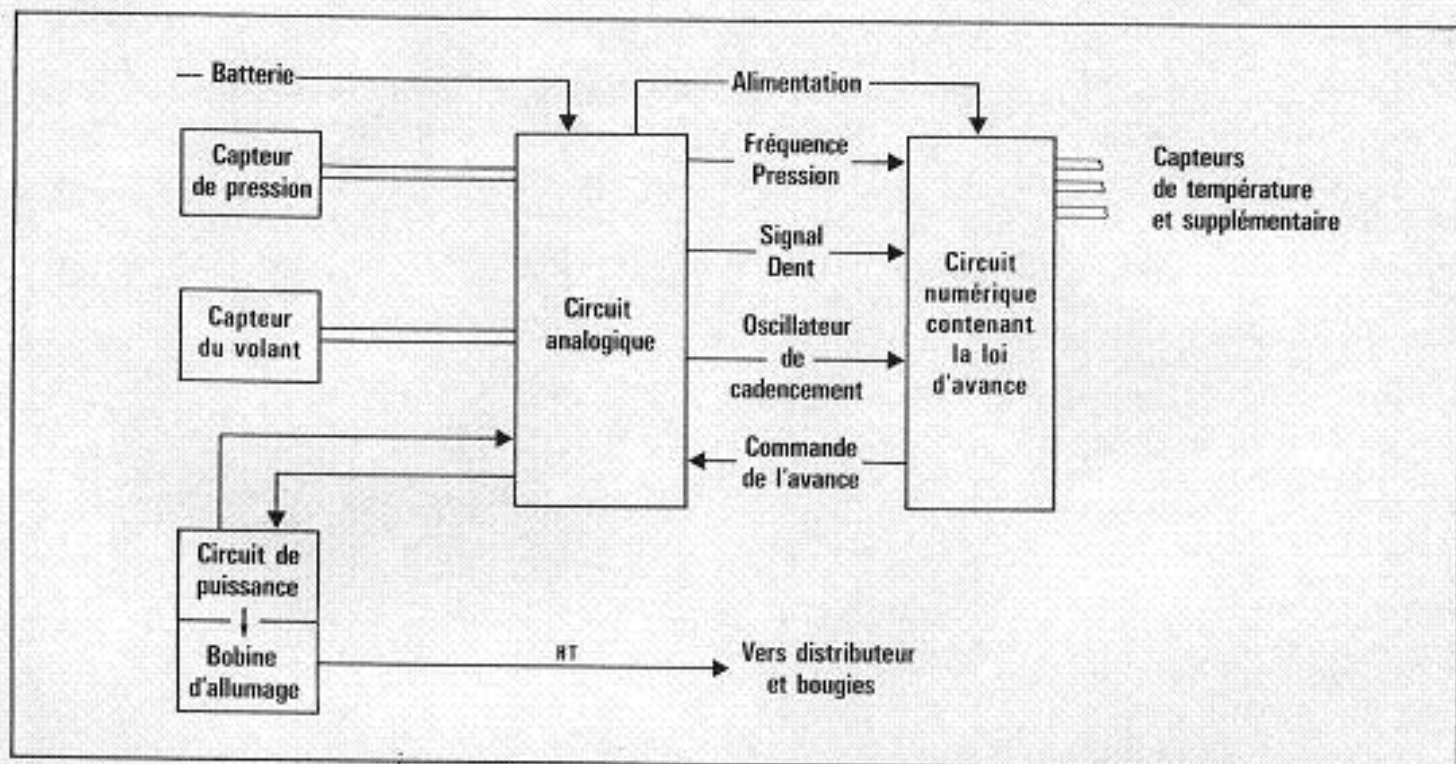 Batterie
Alimentation
Capteur
de pression
Fréquence
Pression
Capteurs
de température
et supplémentaire
Signal
Dent
Capteur
du volant
Circuit
analogique
Oscillateur
de
cadencement
Circuit
numérique
contenant
la loi
d'avance
Commande
de l'avance
Circuit de
puissance
Bobine
d'allumage
HT
Vers distributeur
et bougies